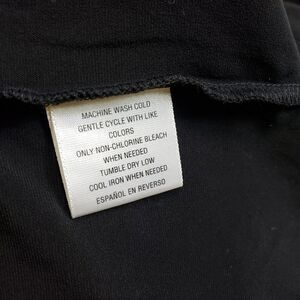 MACHINE WASH COLD
GENTLE CYCLE WITH LIKE
COLORS
ONLY NON-CHLORINE BLEACH
WHEN NEEDED
TUMBLE DRY LOW
COOL IRON WHEN NEEDED
ESPAÑOL EN REVERSO